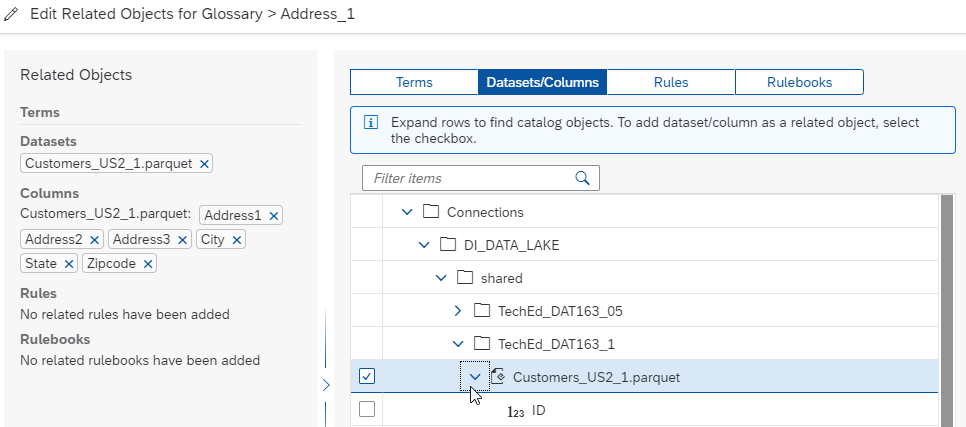 Edit Related Objects for Glossary > Address_1
Related Objects
Terms
Datasets
Customers_US2_1.parquet ×
Columns
Customers_US2_1.parquet: Address1 ×
Address2 × Address3 × City ×
State × Zipcode ×
Rules
No related rules have been added
Rulebooks
No related rulebooks have been added
Terms Datasets/Columns Rules Rulebooks
Expand rows to find catalog objects. To add dataset/column as a related object, select
the checkbox.
Filter items
Connections
DI_DATA_LAKE
shared
TechEd_DAT163_05
TechEd_DAT163_1
Customers_US2_1.parquet
123 ID